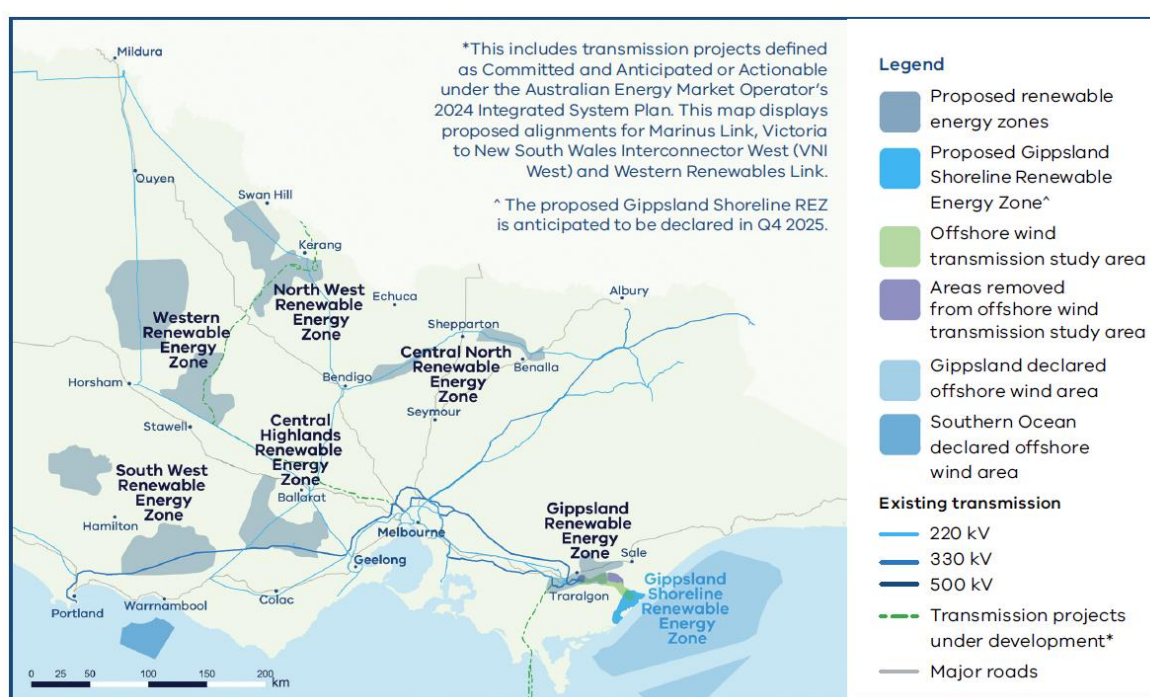 Mildura
*This includes transmission projects defined
as Committed and Anticipated or Actionable
under the Australian Energy Market Operator's
2024 Integrated System Plan. This map displays
proposed alignments for Marinus Link, Victoria
to New South Wales Interconnector West (VNI
West) and Western Renewables Link.
^ The proposed Gippsland Shoreline REZ
is anticipated to be declared in Q4 2025.
Ouyen
Swan Hill
Kerang
North West
Renewable
Energy
Zone
Echuca
Albury
Western
Renewable
Energy
Zone
Shepparton
Central North
Renewable
Energy
Zone
Benalla
Horsham
Bendigo
Seymour
Stawell
Central
Highlands
Renewable
Energy
Zone
Ballarat
South West
Renewable
Energy
Zone
Hamilton
Melbourne
Gippsland
Renewable
Energy
Zone
Sale
Geelong
Traralgon
Gippsland
Shoreline
Renewable
Energy
Zone
Portland
Warrnambool
Colac
0 25 50 100 150 200
km
Legend
Proposed renewable
energy zones
Proposed Gippsland
Shoreline Renewable
Energy Zone^
Offshore wind
transmission study area
Areas removed
from offshore wind
transmission study area
Gippsland declared
offshore wind area
Southern Ocean
declared offshore
wind area
Existing transmission
220 kV
330 kV
500 kV
Transmission projects
under development*
Major roads